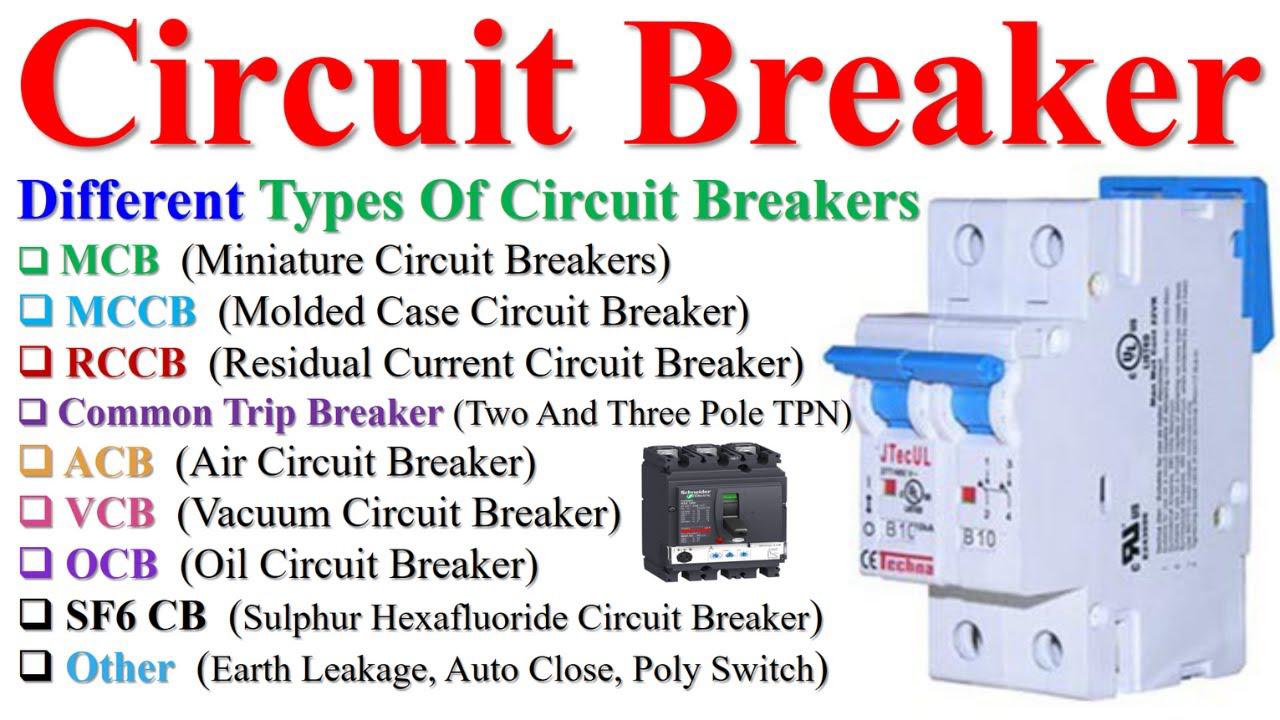 Circuit Breaker
Different Types Of Circuit Breakers
❑ MCB (Miniature Circuit Breakers)
❑ MCCB (Molded Case Circuit Breaker)
❑ RCCB (Residual Current Circuit Breaker)
❑ Common Trip Breaker (Two And Three Pole TPN)
❑ ACB (Air Circuit Breaker)
❑ VCB (Vacuum Circuit Breaker)
❑ OCB (Oil Circuit Breaker)
❑ SF6 CB (Sulphur Hexafluoride Circuit Breaker)
❑ Other (Earth Leakage, Auto Close, Poly Switch)
Schneider
JTecUL
B10
B10
CE Techna
UL
LISTED